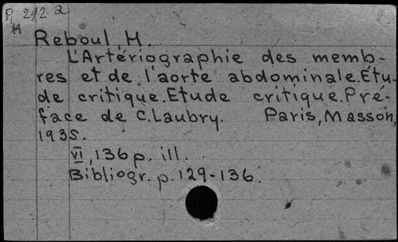 P. 292 a
Reboul H.
L'Artériographie des memb-
res et de l'aorte abdominale. Étu-
de critique. Etude critique. Pré-
face de C. Laubry. Paris, Masson,
1935.
VI, 136 p. ill.
Bibliogr. p. 129-136.